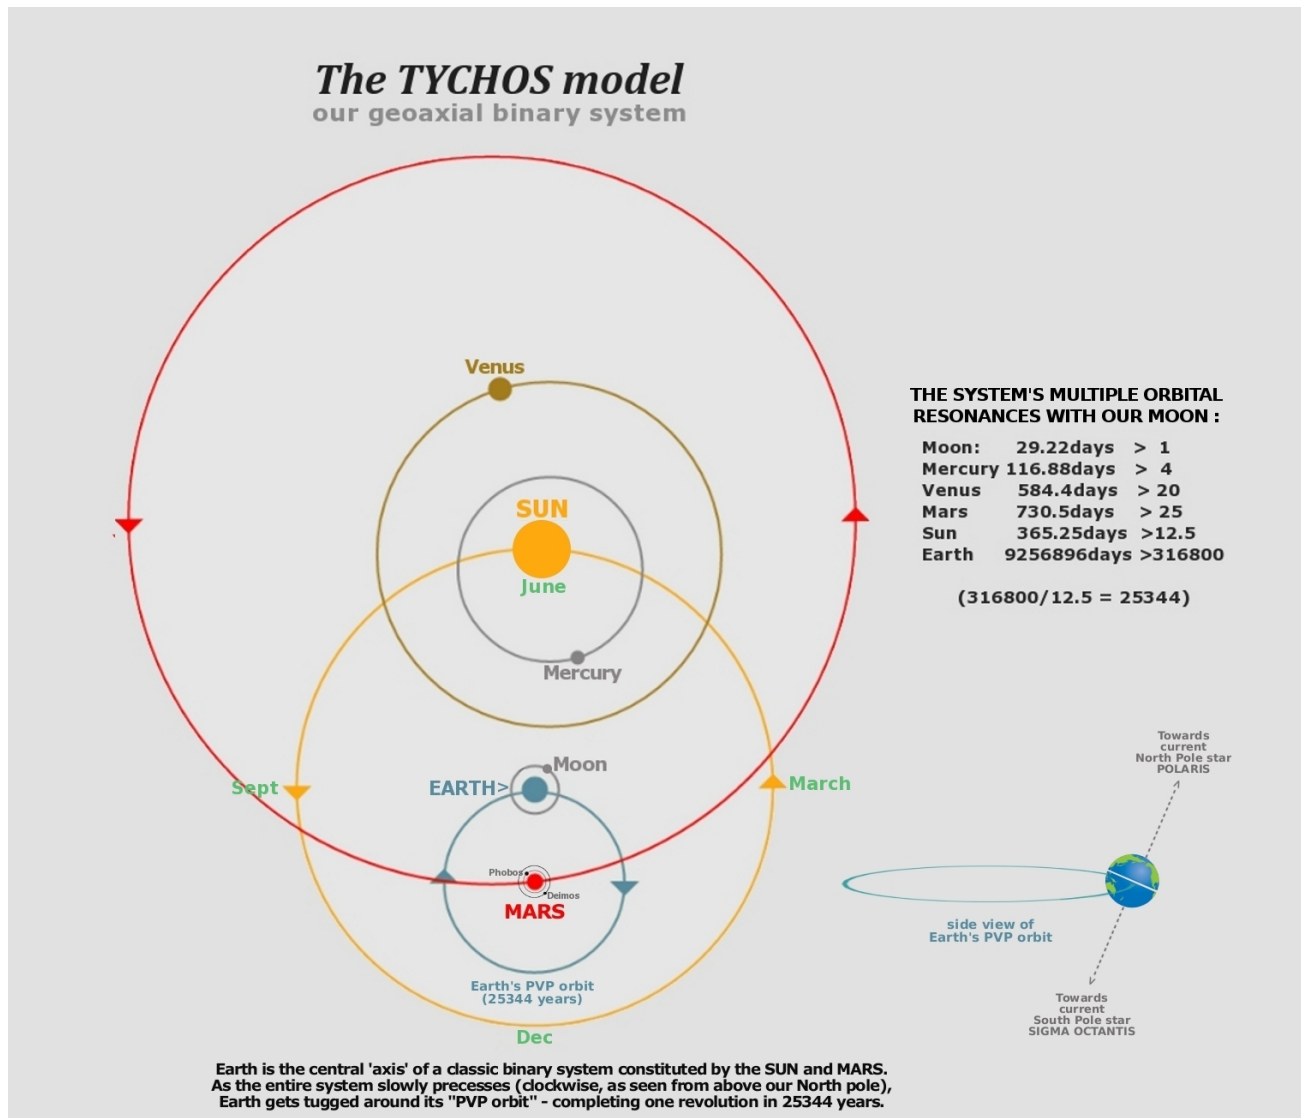 The TYCHOS model
our geoaxial binary system
Venus
SUN
June
Mercury
THE SYSTEM'S MULTIPLE ORBITAL
RESONANCES WITH OUR MOON :
Moon: 29.22days > 1
Mercury 116.88days > 4
Venus 584.4days > 20
Mars 730.5days > 25
Sun 365.25days >12.5
Earth 9256896days >316800
(316800/12.5 = 25344)
Moon
EARTH>
Sept
March
Phobos
Deimos
MARS
Earth's PVP orbit
(25344 years)
Dec
Towards
current
North Pole star
POLARIS
side view of
Earth's PVP orbit
Towards
current
South Pole star
SIGMA OCTANTIS
Earth is the central 'axis' of a classic binary system constituted by the SUN and MARS.
As the entire system slowly precesses (clockwise, as seen from above our North pole),
Earth gets tugged around its "PVP orbit" - completing one revolution in 25344 years.